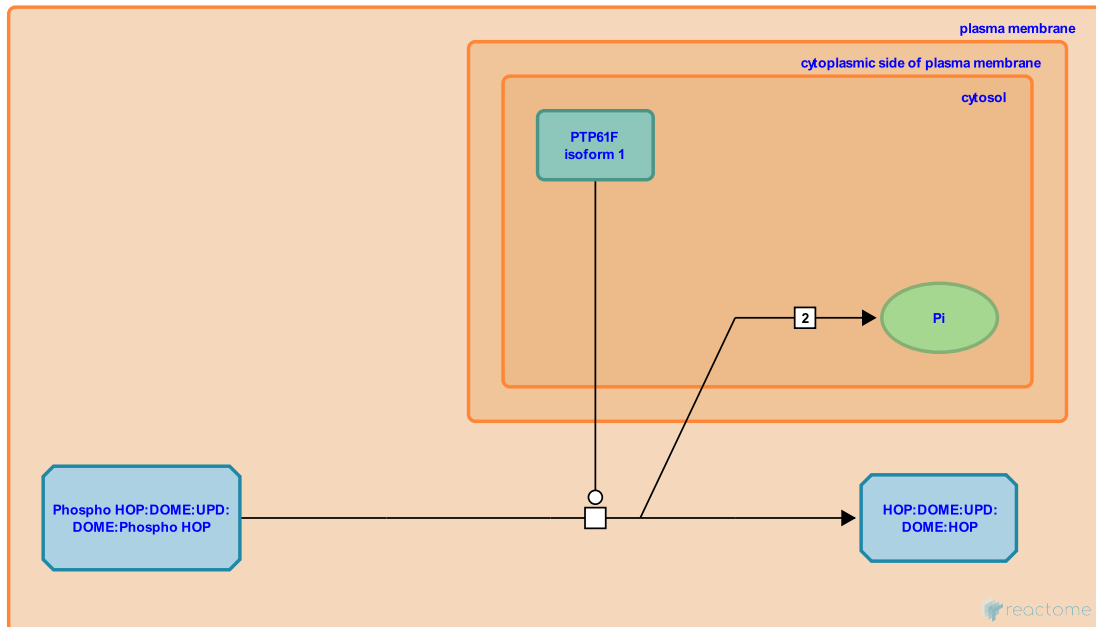 plasma membrane
cytoplasmic side of plasma membrane
cytosol
PTP61F
isoform 1
2
Pi
Phospho HOP:DOME:UPD:
DOME:Phospho HOP
HOP:DOME:UPD:
DOME:HOP
reactome